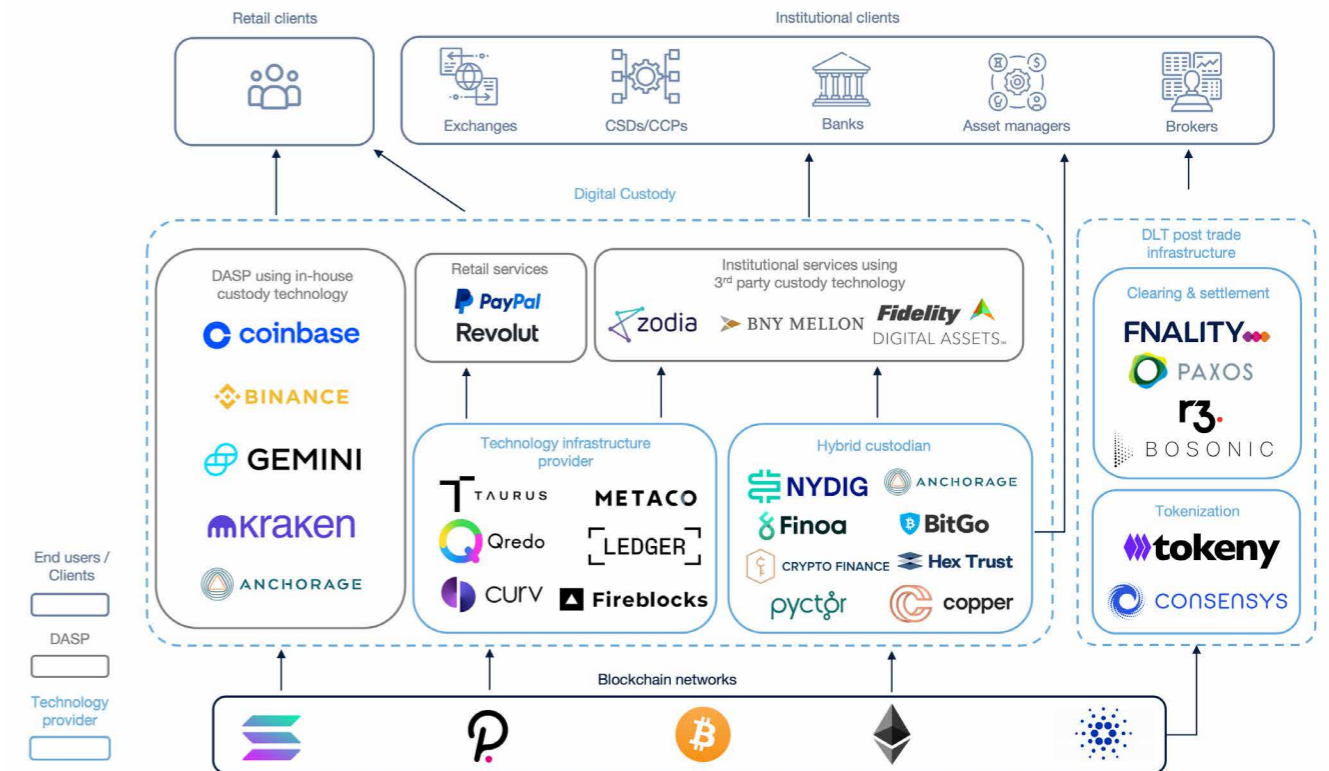 Retail clients
Institutional clients
Exchanges
CSDs/CCPs
Banks
Asset managers
Brokers
Digital Custody
DASP using in-house
custody technology
coinbase
BINANCE
GEMINI
mkraken
ANCHORAGE
Retail services
PayPal
Revolut
Institutional services using
3rd party custody technology
zodia
BNY MELLON
Fidelity
DIGITAL ASSETS℠
Technology infrastructure
provider
TAURUS
METACO
Qredo
LEDGER
curv
Fireblocks
Hybrid custodian
NYDIG
ANCHORAGE
Finoa
BitGo
CRYPTO FINANCE
Hex Trust
pyctor
copper
DLT post trade
infrastructure
Clearing & settlement
FNALITY
PAXOS
r3.
BOSONIC
Tokenization
tokeny
CONSENSYS
End users /
Clients
DASP
Technology
provider
Blockchain networks